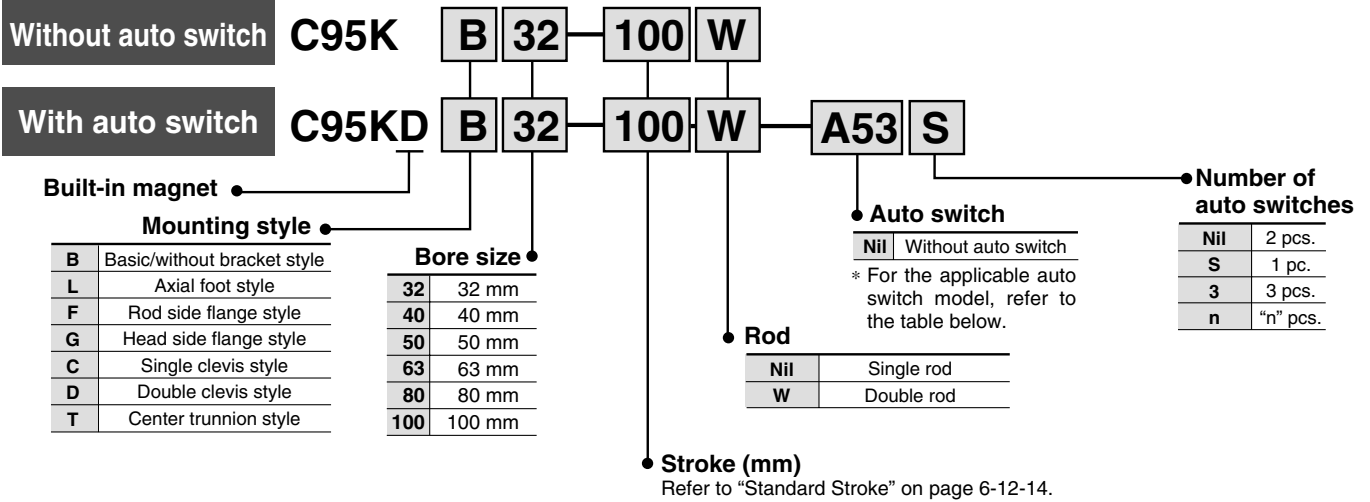 Without auto switch C95K B 32 — 100 W
With auto switch C95KD B 32 — 100 - W — A53 S
Built-in magnet
Mounting style
B Basic/without bracket style
L Axial foot style
F Rod side flange style
G Head side flange style
C Single clevis style
D Double clevis style
T Center trunnion style
Bore size
32 32 mm
40 40 mm
50 50 mm
63 63 mm
80 80 mm
100 100 mm
Stroke (mm)
Refer to “Standard Stroke” on page 6-12-14.
Rod
Nil Single rod
W Double rod
Auto switch
Nil Without auto switch
* For the applicable auto
switch model, refer to
the table below.
Number of
auto switches
Nil 2 pcs.
S 1 pc.
3 3 pcs.
n “n” pcs.